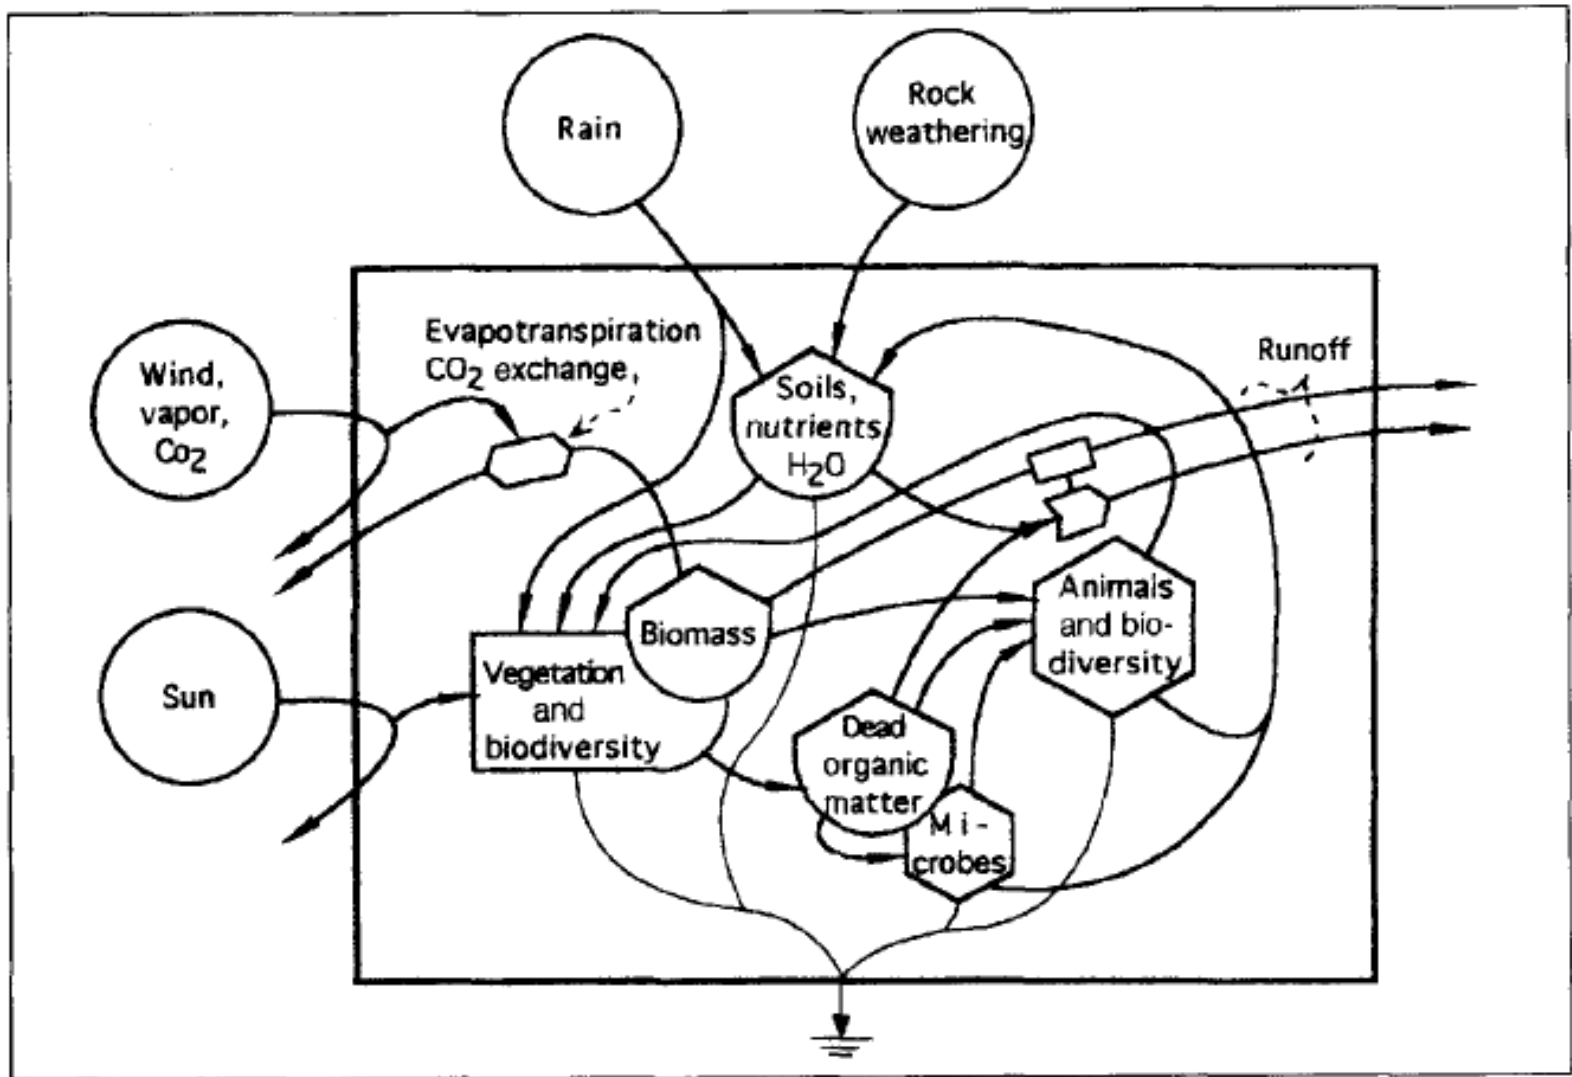 Rain
Rock
weathering
Evapotranspiration
CO2 exchange,
Runoff
Wind,
vapor,
Co2
Soils,
nutrients
H2O
Sun
Biomass
Vegetation
and
biodiversity
Animals
and bio-
diversity
Dead
organic
matter
Mi-
crobes